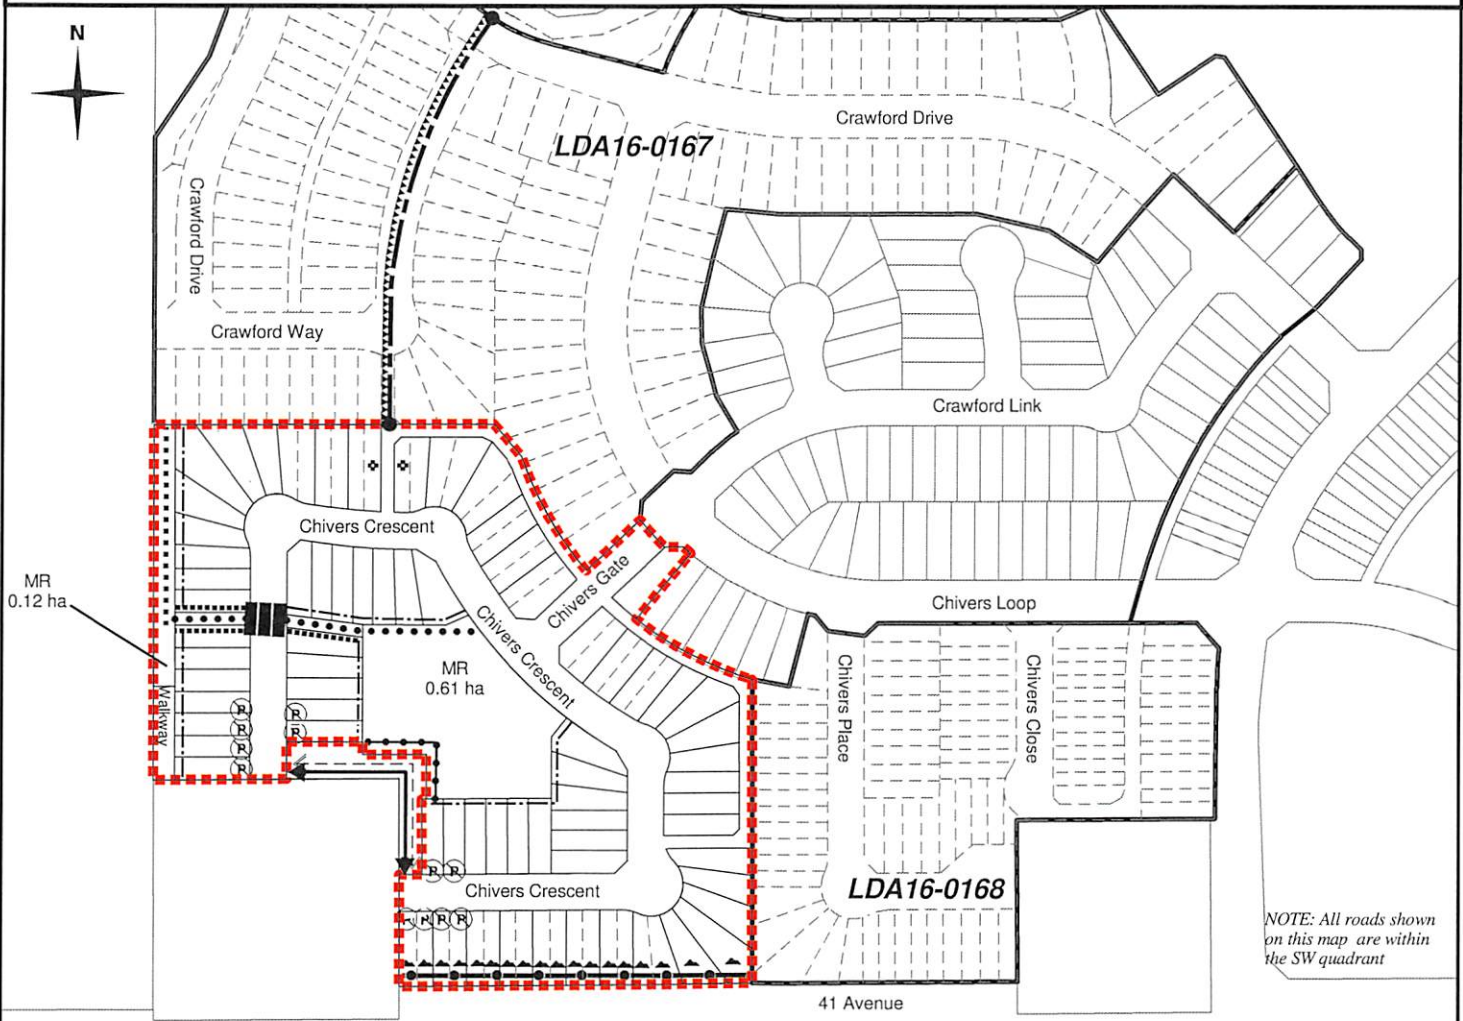 N
Crawford Drive
LDA16-0167
Crawford Drive
Crawford Way
Crawford Link
Chivers Crescent
Chivers Gate
MR
0.12 ha
Chivers Loop
Chivers Crescent
MR
0.61 ha
Walkway
Chivers Place
Chivers Close
R
R
R
R
R
R
R R
Chivers Crescent
LDA16-0168
R R R
NOTE: All roads shown
on this map are within
the SW quadrant
41 Avenue